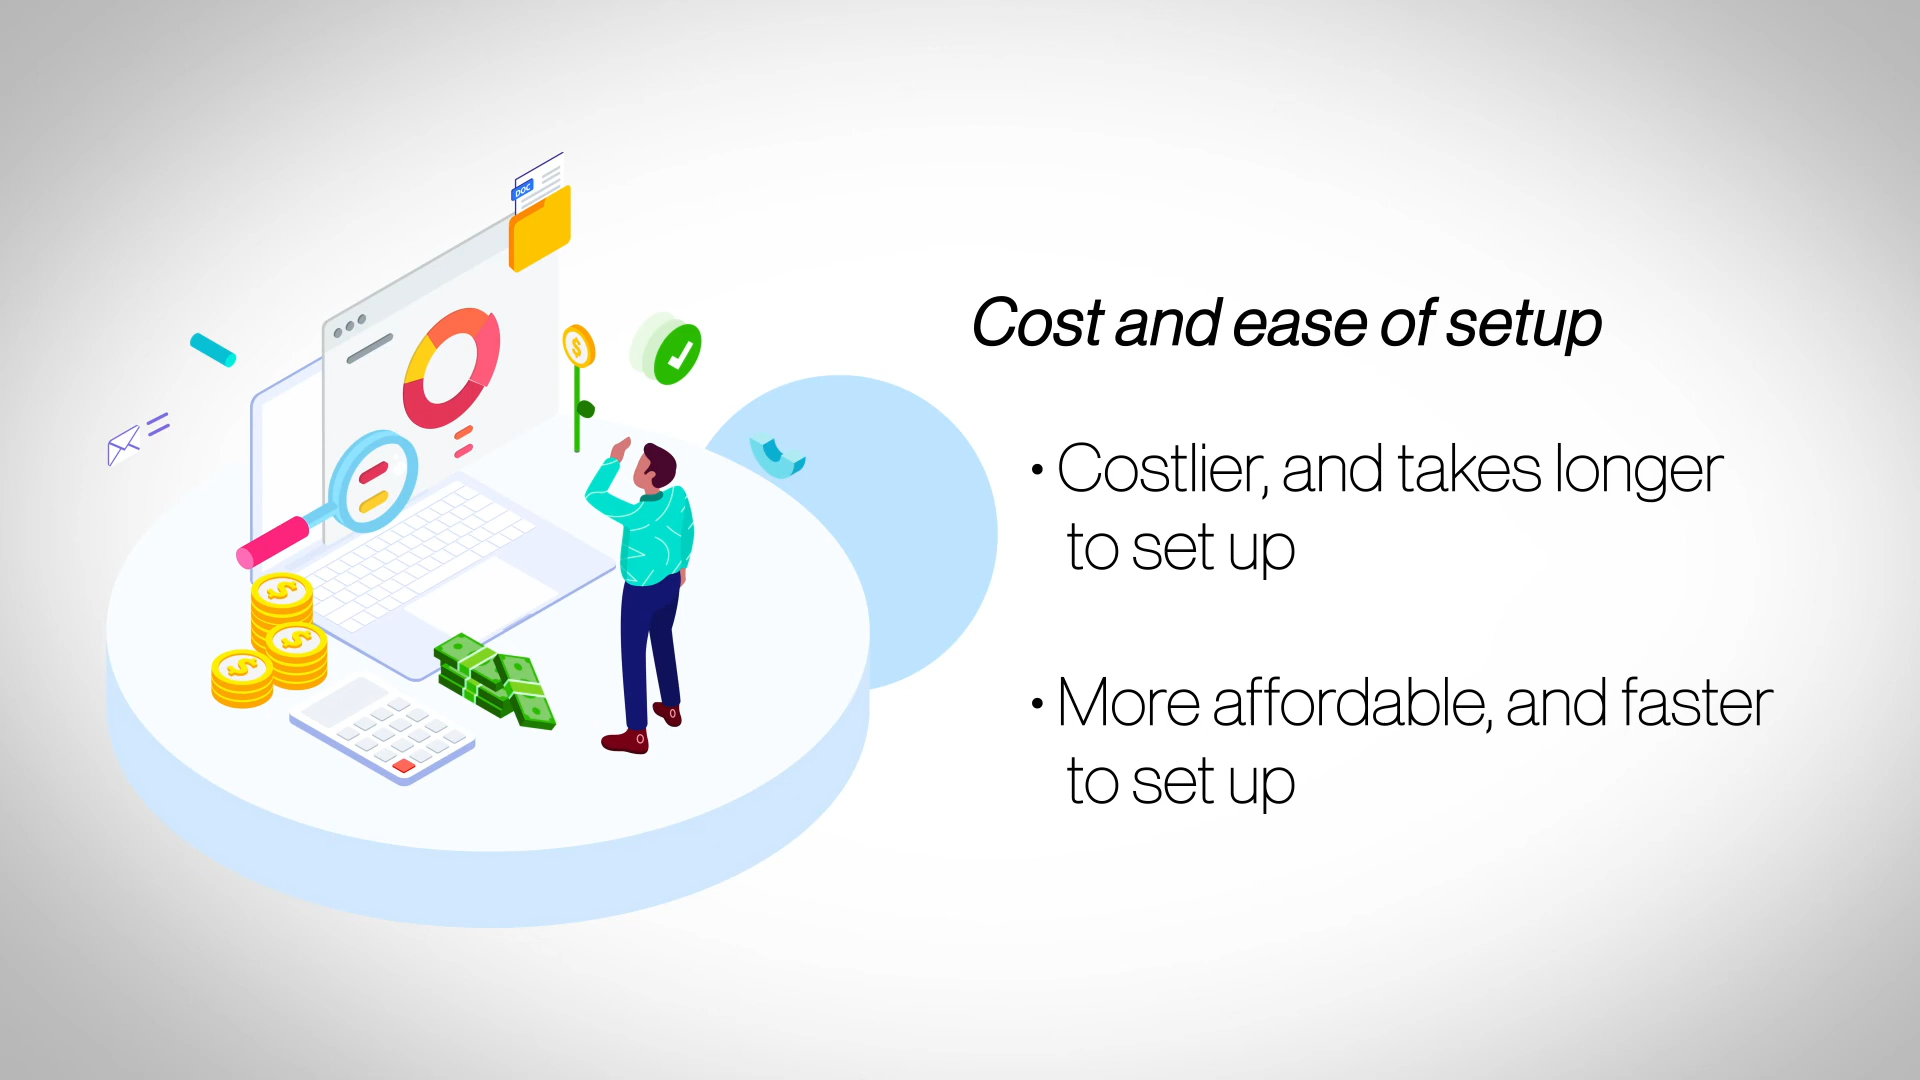 DOC
Cost and ease of setup
• Costlier, and takes longer
to set up
• More affordable, and faster
to set up